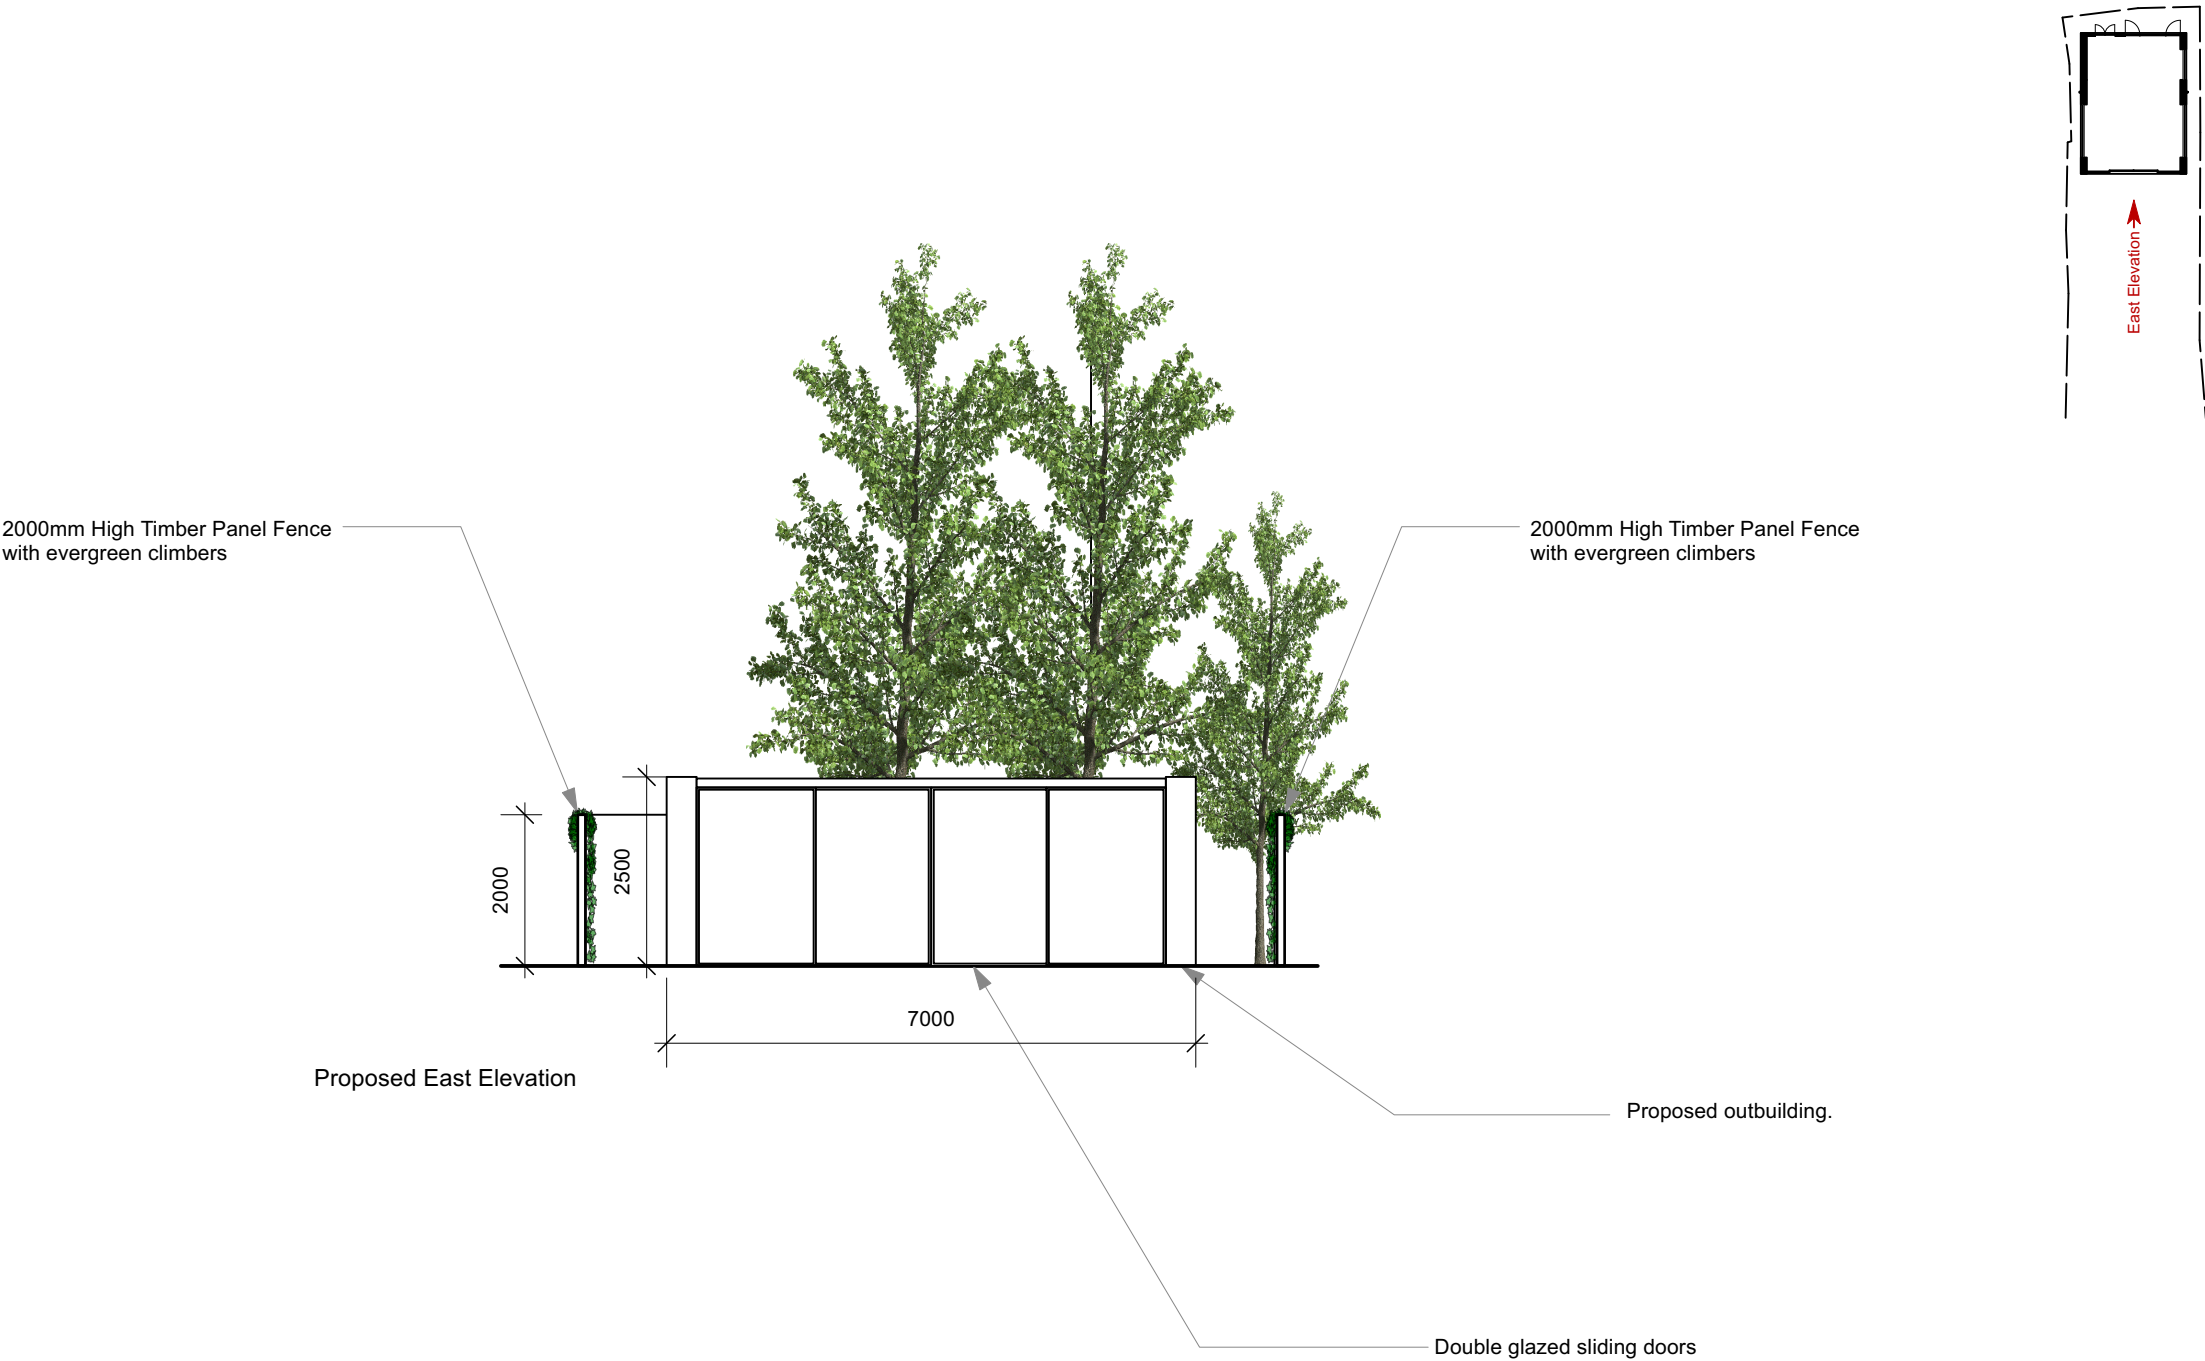 East Elevation
2000mm High Timber Panel Fence
with evergreen climbers
2000mm High Timber Panel Fence
with evergreen climbers
2000
2500
7000
Proposed East Elevation
Proposed outbuilding.
Double glazed sliding doors